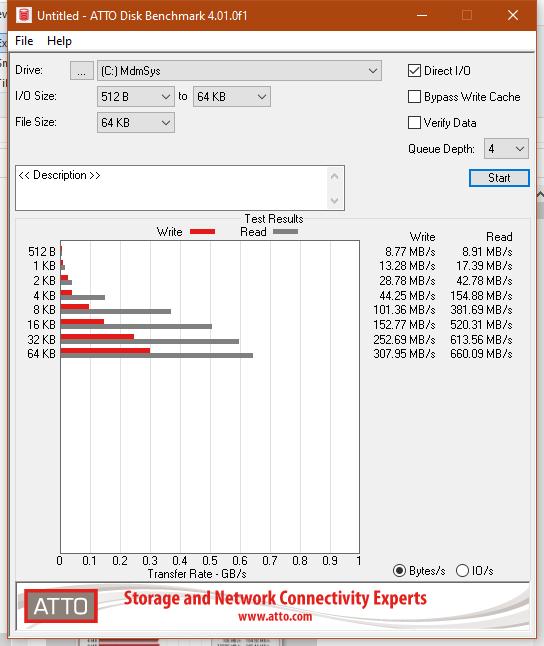 Untitled - ATTO Disk Benchmark 4.01.0f1
File Help
Drive: ... (C:) MdmSys
Direct I/O
I/O Size: 512 B to 64 KB
Bypass Write Cache
File Size: 64 KB
Verify Data
Queue Depth: 4
<< Description >>
Start
Test Results
Write Read
Write Read
512 B 8.77 MB/s 8.91 MB/s
1 KB 13.28 MB/s 17.39 MB/s
2 KB 28.78 MB/s 42.78 MB/s
4 KB 44.25 MB/s 154.88 MB/s
8 KB 101.36 MB/s 381.69 MB/s
16 KB 152.77 MB/s 520.31 MB/s
32 KB 252.69 MB/s 613.56 MB/s
64 KB 307.95 MB/s 660.09 MB/s
0 0.1 0.2 0.3 0.4 0.5 0.6 0.7 0.8 0.9 1
Transfer Rate - GB/s
Bytes/s IO/s
ATTO
Storage and Network Connectivity Experts
www.atto.com